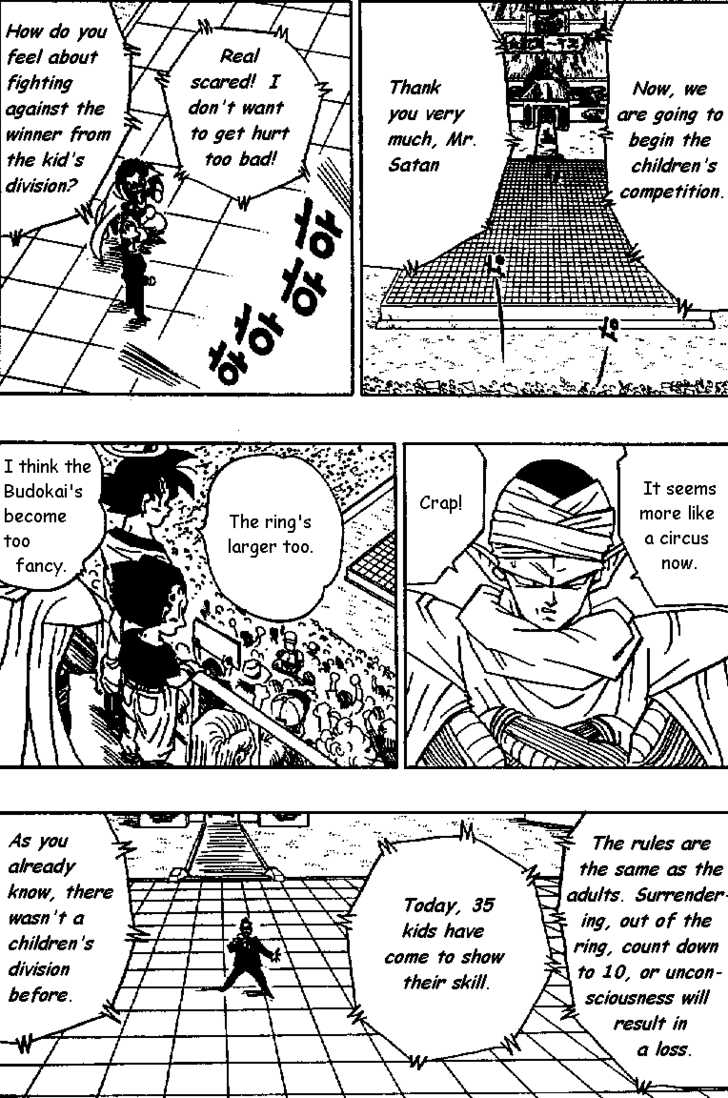 How do you
feel about
fighting
against the
winner from
the kid's
division?
Real
scared! I
don't want
to get hurt
too bad!
하하하하
Thank
you very
much, Mr.
Satan
Now, we
are going to
begin the
children's
competition.
I think the
Budokai's
become
too
fancy.
The ring's
larger too.
Crap!
It seems
more like
a circus
now.
As you
already
know, there
wasn't a
children's
division
before.
Today, 35
kids have
come to show
their skill.
The rules are
the same as the
adults. Surrender-
ing, out of the
ring, count down
to 10, or uncon-
sciousness will
result in
a loss.